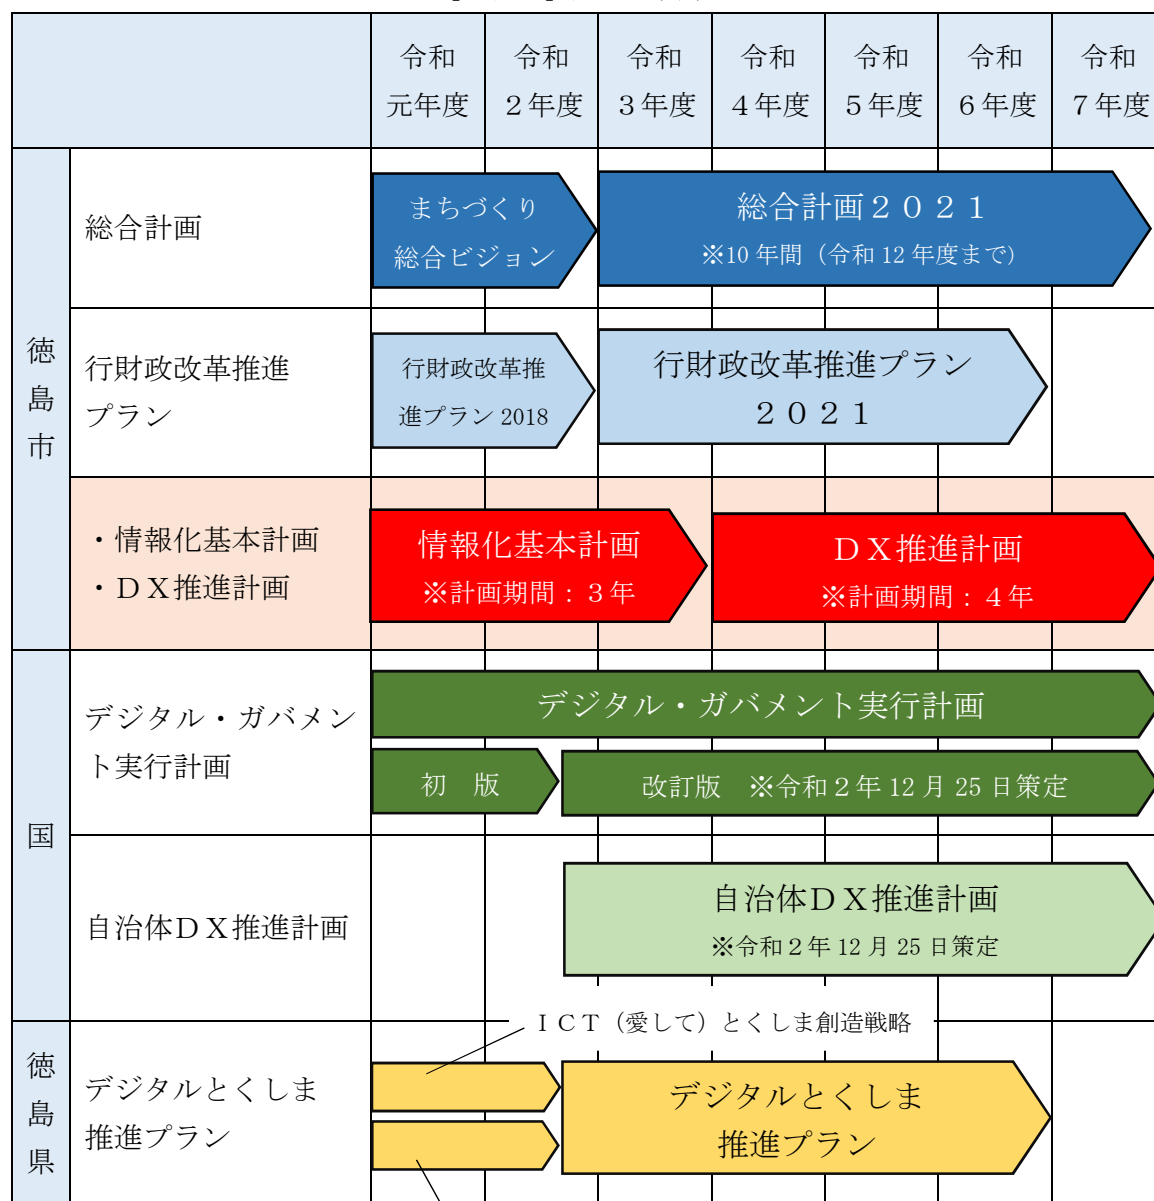 令和
元年度
令和
２年度
令和
３年度
令和
４年度
令和
５年度
令和
６年度
令和
７年度
徳島市
総合計画
まちづくり
総合ビジョン
総合計画２０２１
※10 年間（令和 12 年度まで）
行財政改革推進
プラン
行財政改革推
進プラン 2018
行財政改革推進プラン
２０２１
・情報化基本計画
・ＤＸ推進計画
情報化基本計画
※計画期間：３年
ＤＸ推進計画
※計画期間：４年
国
デジタル・ガバメン
ト実行計画
デジタル・ガバメント実行計画
初　版
改訂版　※令和２年 12 月 25 日策定
自治体ＤＸ推進計画
自治体ＤＸ推進計画
※令和２年 12 月 25 日策定
徳島県
デジタルとくしま
推進プラン
ＩＣＴ（愛して）とくしま創造戦略
デジタルとくしま
推進プラン